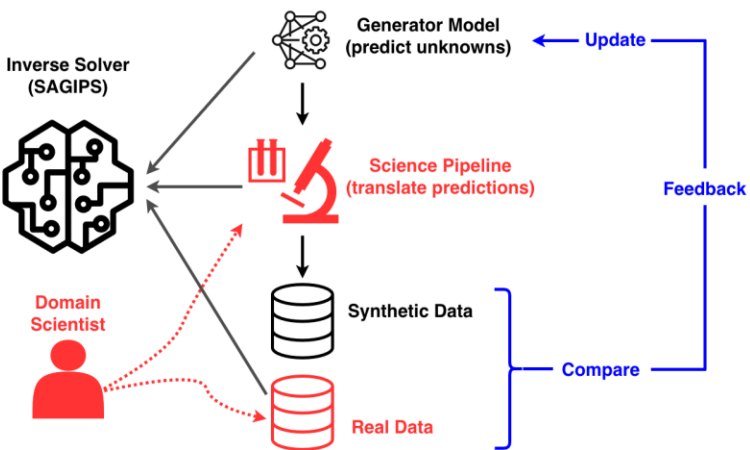 Generator Model
(predict unknowns)
Update
Inverse Solver
(SAGIPS)
Science Pipeline
(translate predictions)
Feedback
Domain
Scientist
Synthetic Data
Compare
Real Data